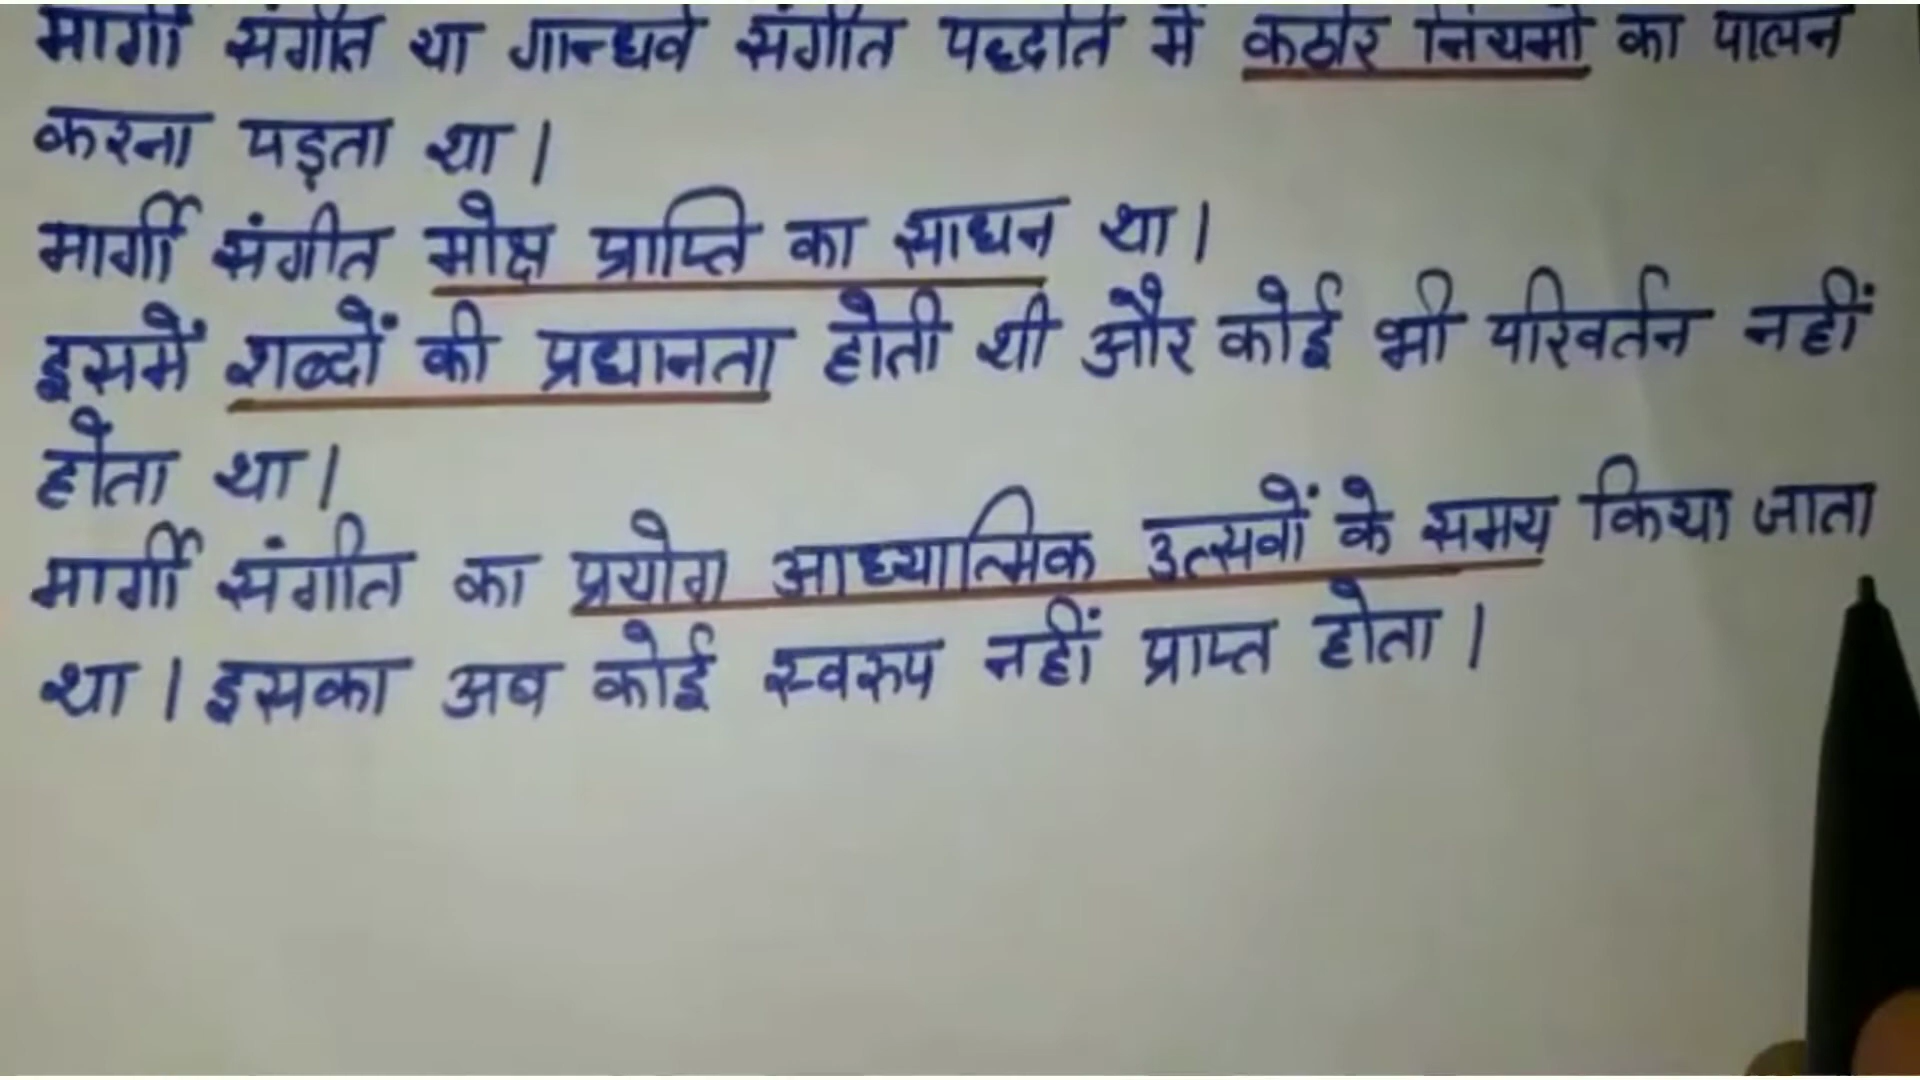 मार्गी संगीत या गान्धर्व संगीत पद्धति में कठोर नियमों का पालन
करना पड़ता था।
मार्गी संगीत मोक्ष प्राप्ति का साधन था।
इसमें शब्दों की प्रधानता होती थी और कोई भी परिवर्तन नहीं
होता था।
मार्गी संगीत का प्रयोग आध्यात्मिक उत्सवों के समय किया जाता
था। इसका अब कोई स्वरुप नहीं प्राप्त होता।